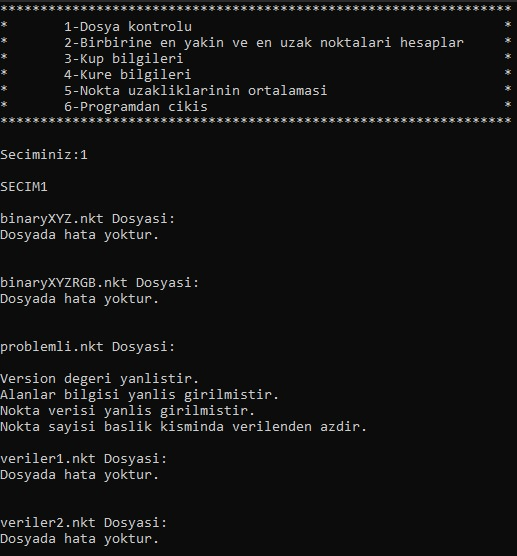 ****************************************************************
*       1-Dosya kontrolu                                       *
*       2-Birbirine en yakin ve en uzak noktalari hesaplar     *
*       3-Kup bilgileri                                        *
*       4-Kure bilgileri                                       *
*       5-Nokta uzakliklarinin ortalamasi                      *
*       6-Programdan cikis                                     *
****************************************************************
Seciminiz:1
SECIM1
binaryXYZ.nkt Dosyasi:
Dosyada hata yoktur.
binaryXYZRGB.nkt Dosyasi:
Dosyada hata yoktur.
problemli.nkt Dosyasi:
Version degeri yanlistir.
Alanlar bilgisi yanlis girilmistir.
Nokta verisi yanlis girilmistir.
Nokta sayisi baslik kisminda verilenden azdir.
veriler1.nkt Dosyasi:
Dosyada hata yoktur.
veriler2.nkt Dosyasi:
Dosyada hata yoktur.